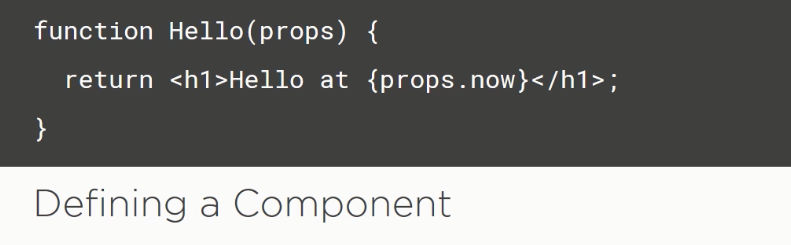 function Hello(props) {
  return <h1>Hello at {props.now}</h1>;
}
Defining a Component